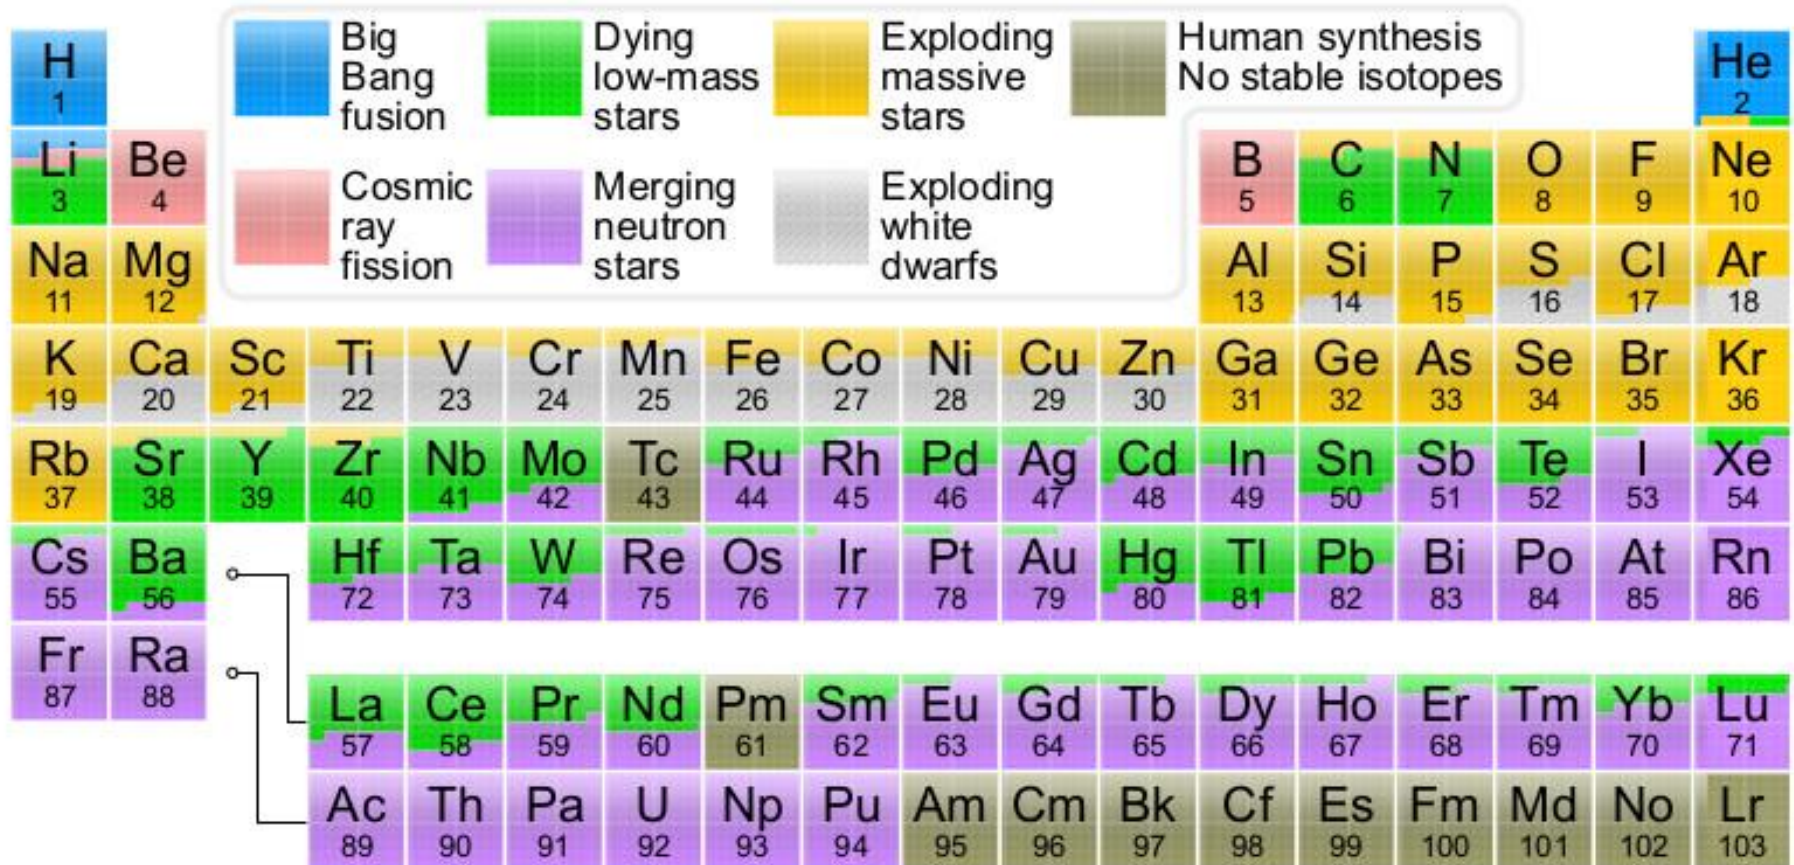 H
1
Big
Bang
fusion
Dying
low-mass
stars
Exploding
massive
stars
Human synthesis
No stable isotopes
He
2
Li
3
Be
4
Cosmic
ray
fission
Merging
neutron
stars
Exploding
white
dwarfs
B C N O F Ne
5 6 7 8 9 10
Na Mg
11 12
Al Si P S Cl Ar
13 14 15 16 17 18
K Ca Sc Ti V Cr Mn Fe Co Ni Cu Zn Ga Ge As Se Br Kr
19 20 21 22 23 24 25 26 27 28 29 30 31 32 33 34 35 36
Rb Sr Y Zr Nb Mo Tc Ru Rh Pd Ag Cd In Sn Sb Te I Xe
37 38 39 40 41 42 43 44 45 46 47 48 49 50 51 52 53 54
Cs Ba Hf Ta W Re Os Ir Pt Au Hg Tl Pb Bi Po At Rn
55 56 72 73 74 75 76 77 78 79 80 81 82 83 84 85 86
Fr Ra
87 88
La Ce Pr Nd Pm Sm Eu Gd Tb Dy Ho Er Tm Yb Lu
57 58 59 60 61 62 63 64 65 66 67 68 69 70 71
Ac Th Pa U Np Pu Am Cm Bk Cf Es Fm Md No Lr
89 90 91 92 93 94 95 96 97 98 99 100 101 102 103